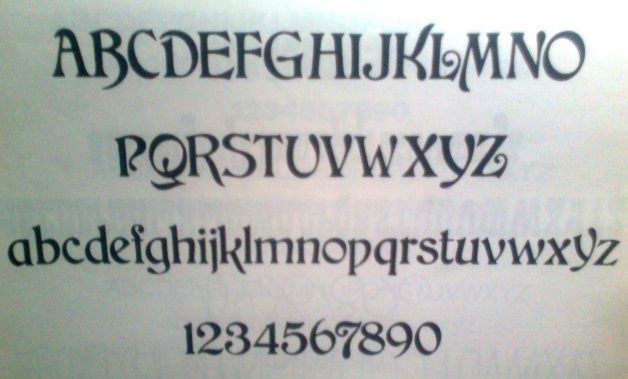 ABCDEFGHIJKLMNO
PQRSTUVWXYZ
abcdefghijklmnopqrstuvwxyz
1234567890